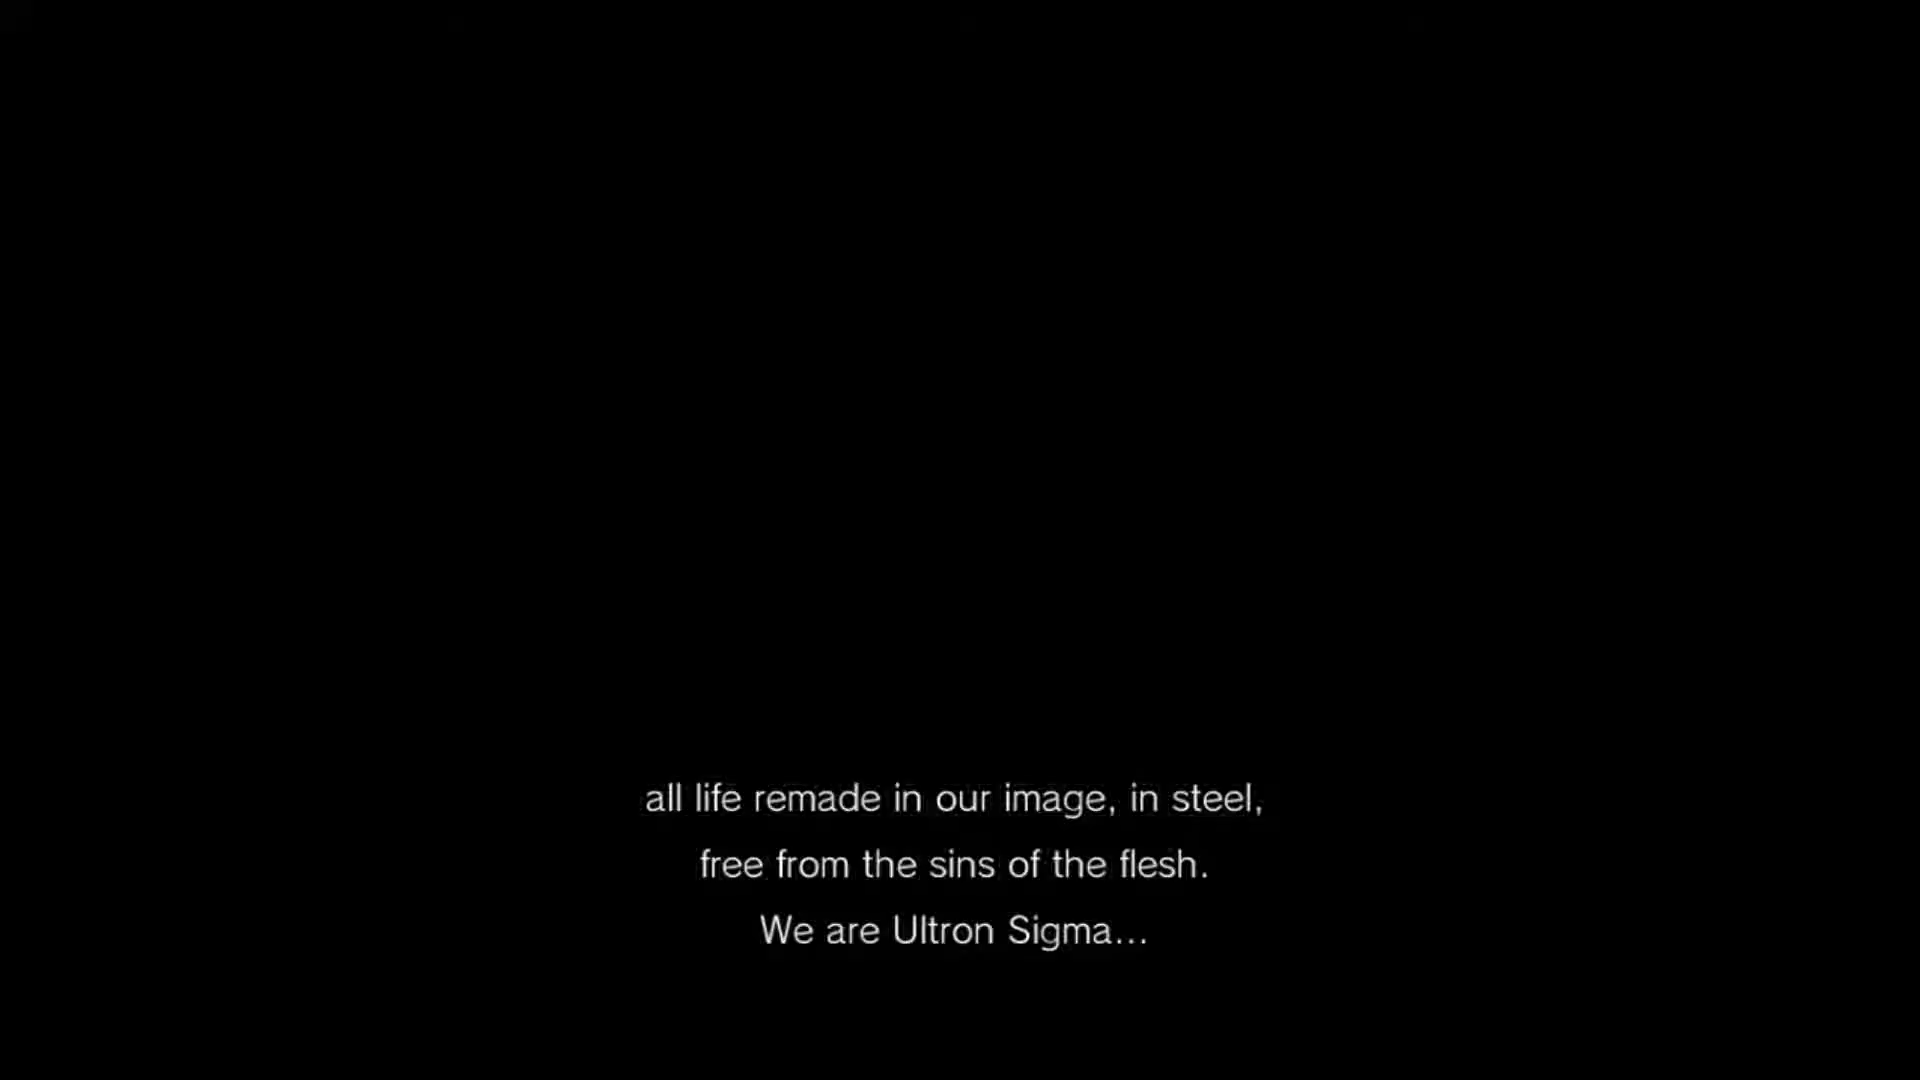 all life remade in our image, in steel,
free from the sins of the flesh.
We are Ultron Sigma...